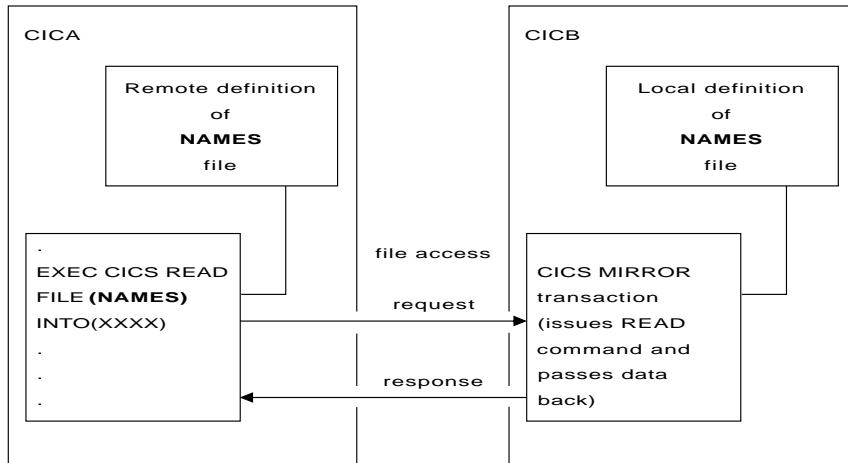 CICA
Remote definition
of
NAMES
file
.
EXEC CICS READ
FILE (NAMES)
INTO(XXXX)
.
.
.
file access
request
response
CICB
Local definition
of
NAMES
file
CICS MIRROR
transaction
(issues READ
command and
passes data
back)